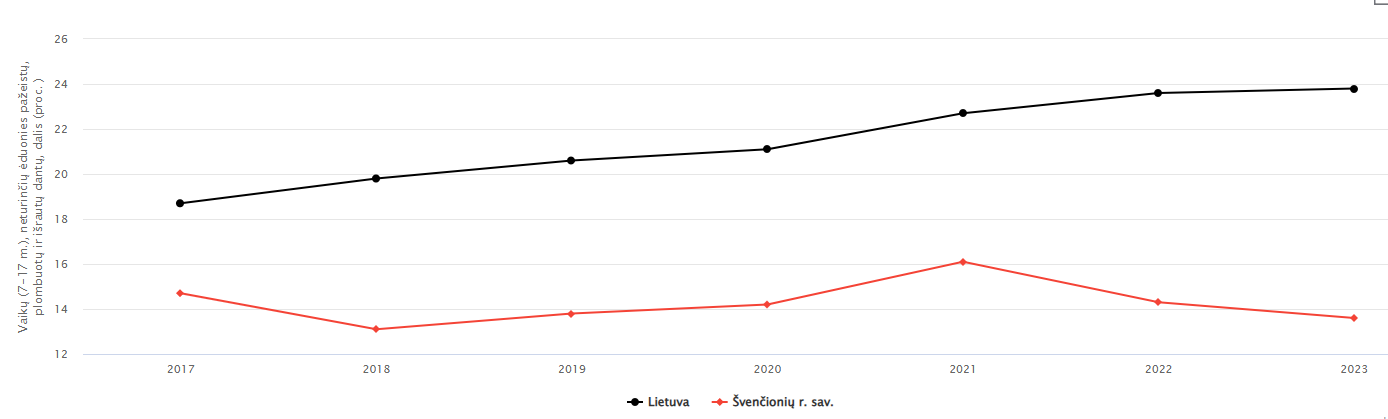 Vaikų (7–17 m.), neturinčių ėduonies pažeistų,
plombuotų ir išrautų dantų, dalis (proc. )
26
24
22
20
18
16
14
12
2017 2018 2019 2020 2021 2022 2023
Lietuva Švenčionių r. sav.